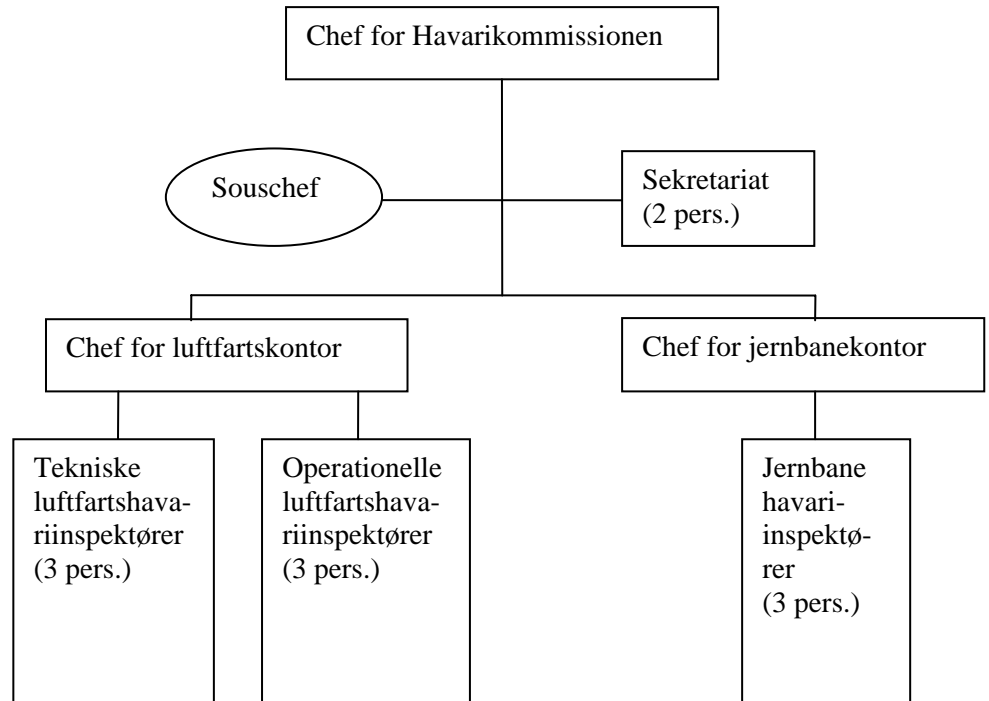 Chef for Havarikommissionen
Souschef
Sekretariat
(2 pers.)
Chef for luftfartskontor
Chef for jernbanekontor
Tekniske
luftfartshava-
riinspektører
(3 pers.)
Operationelle
luftfartshava-
riinspektører
(3 pers.)
Jernbane
havari-
inspektø-
rer
(3 pers.)